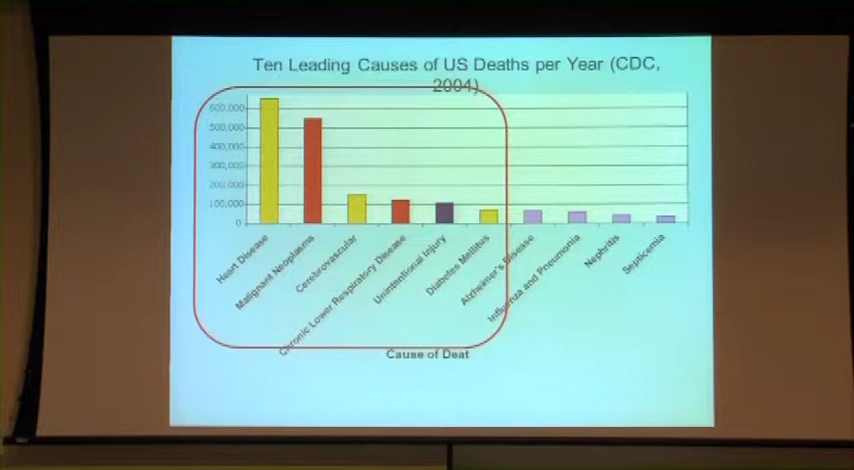 Ten Leading Causes of US Deaths per Year (CDC,
2004)
600,000
500,000
400,000
300,000
200,000
100,000
0
Heart Disease
Malignant Neoplasms
Cerebrovascular
Chronic Lower Respiratory Disease
Unintentional Injury
Diabetes Mellitus
Alzheimer's Disease
Influenza and Pneumonia
Nephritis
Septicemia
Cause of Deat